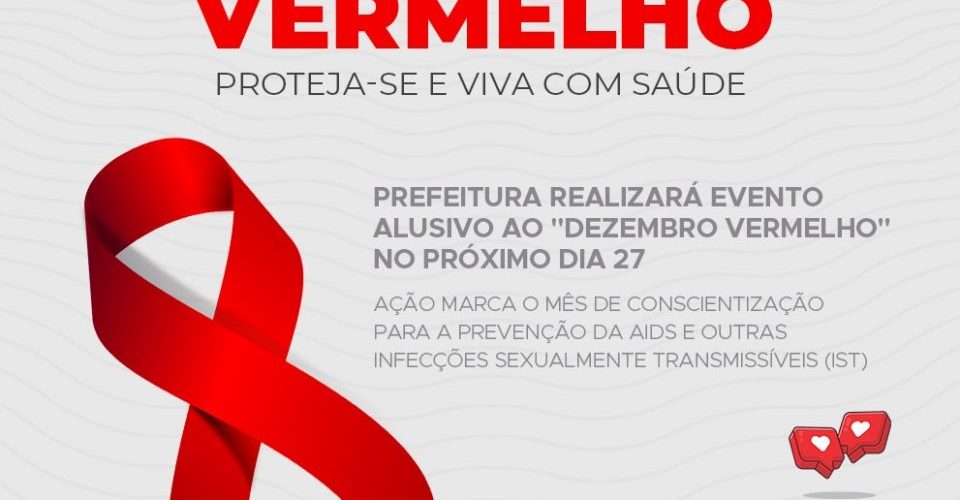 VERMELHO
PROTEJA-SE E VIVA COM SAÚDE
PREFEITURA REALIZARÁ EVENTO
ALUSIVO AO "DEZEMBRO VERMELHO"
NO PRÓXIMO DIA 27
AÇÃO MARCA O MÊS DE CONSCIENTIZAÇÃO
PARA A PREVENÇÃO DA AIDS E OUTRAS
INFECÇÕES SEXUALMENTE TRANSMISSÍVEIS (IST)